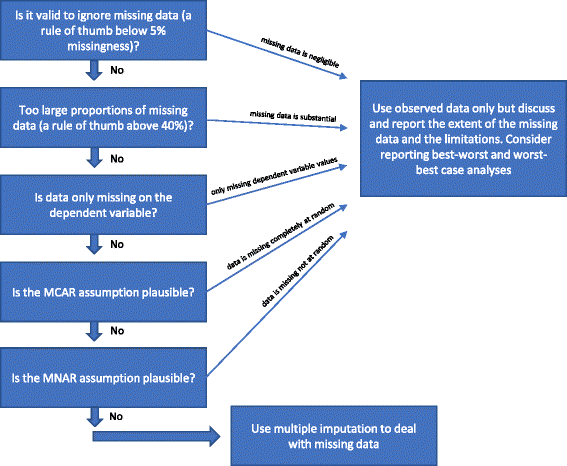 Is it valid to ignore missing data (a
rule of thumb below 5%
missingness)?
missing data is negligible
No
Too large proportions of missing
data (a rule of thumb above 40%)?
missing data is substantial
No
Use observed data only but discuss
and report the extent of the missing
data and the limitations. Consider
reporting best-worst and worst-
best case analyses
Is data only missing on the
dependent variable?
only missing dependent variable values
No
Is the MCAR assumption plausible?
data is missing completely at random
No
Is the MNAR assumption plausible?
data is missing not at random
No
Use multiple imputation to deal
with missing data